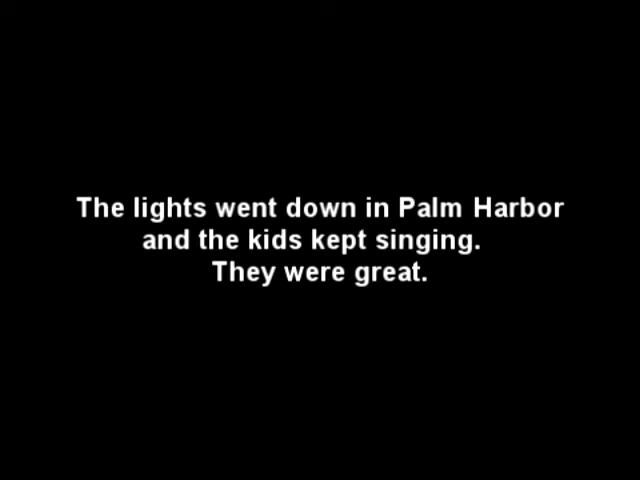 The lights went down in Palm Harbor
and the kids kept singing.
They were great.